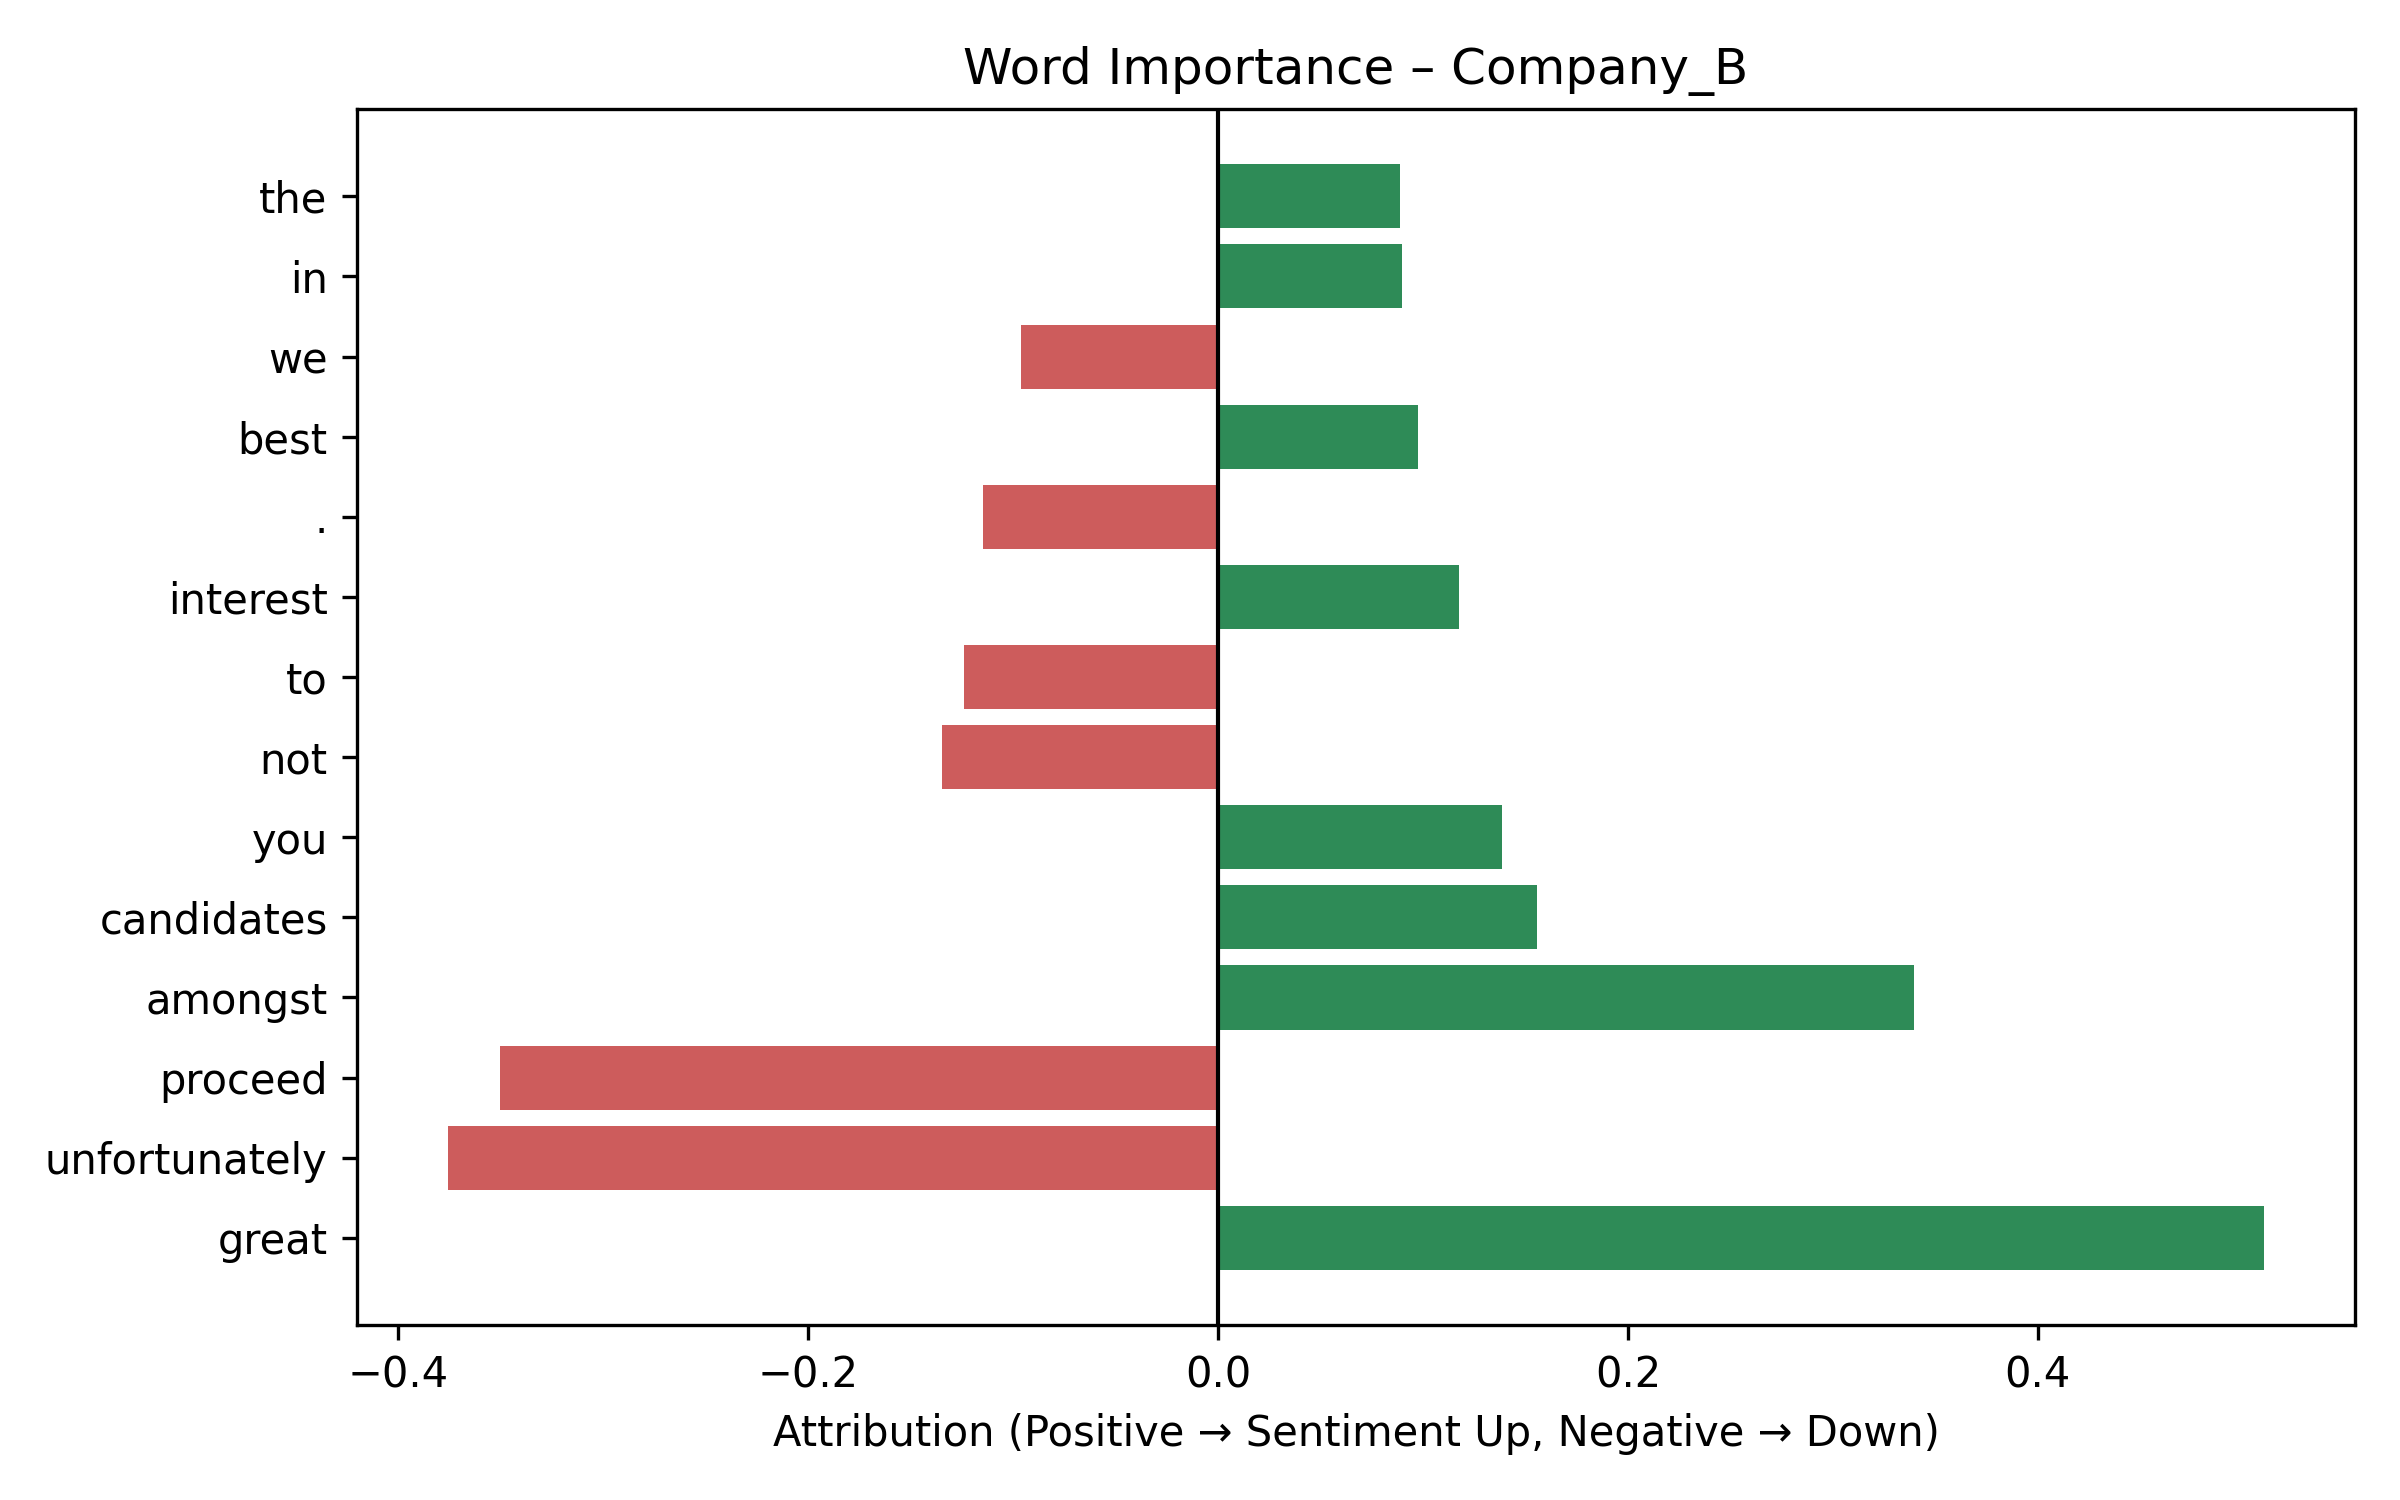 Word Importance – Company_B
the
in
we
best
.
interest
to
not
you
candidates
amongst
proceed
unfortunately
great
−0.4 −0.2 0.0 0.2 0.4
Attribution (Positive → Sentiment Up, Negative → Down)